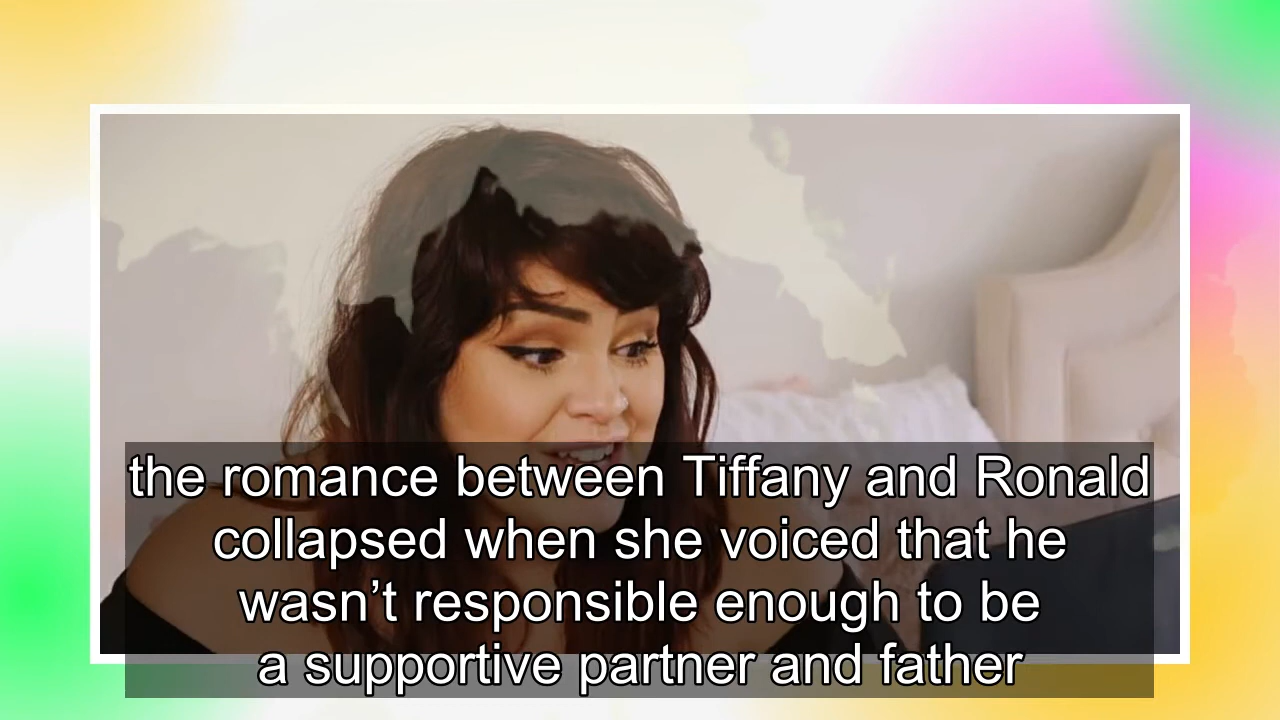 the romance between Tiffany and Ronald
collapsed when she voiced that he
wasn’t responsible enough to be
a supportive partner and father